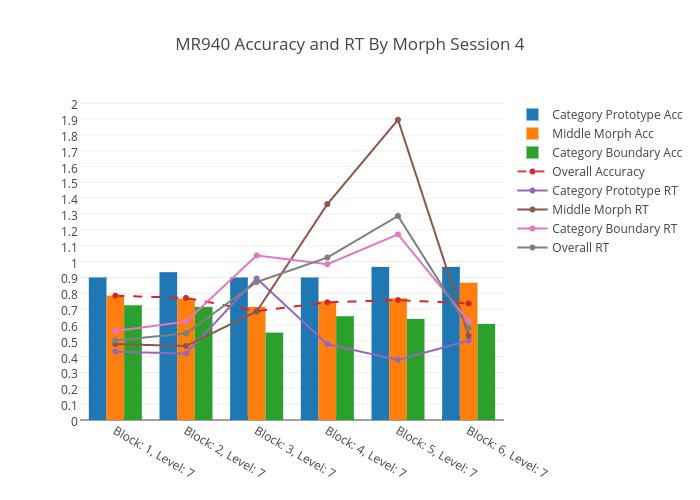 MR940 Accuracy and RT By Morph Session 4
2
1.9
1.8
1.7
1.6
1.5
1.4
1.3
1.2
1.1
1
0.9
0.8
0.7
0.6
0.5
0.4
0.3
0.2
0.1
0
Block: 1, Level: 7
Block: 2, Level: 7
Block: 3, Level: 7
Block: 4, Level: 7
Block: 5, Level: 7
Block: 6, Level: 7
Category Prototype Acc
Middle Morph Acc
Category Boundary Acc
Overall Accuracy
Category Prototype RT
Middle Morph RT
Category Boundary RT
Overall RT